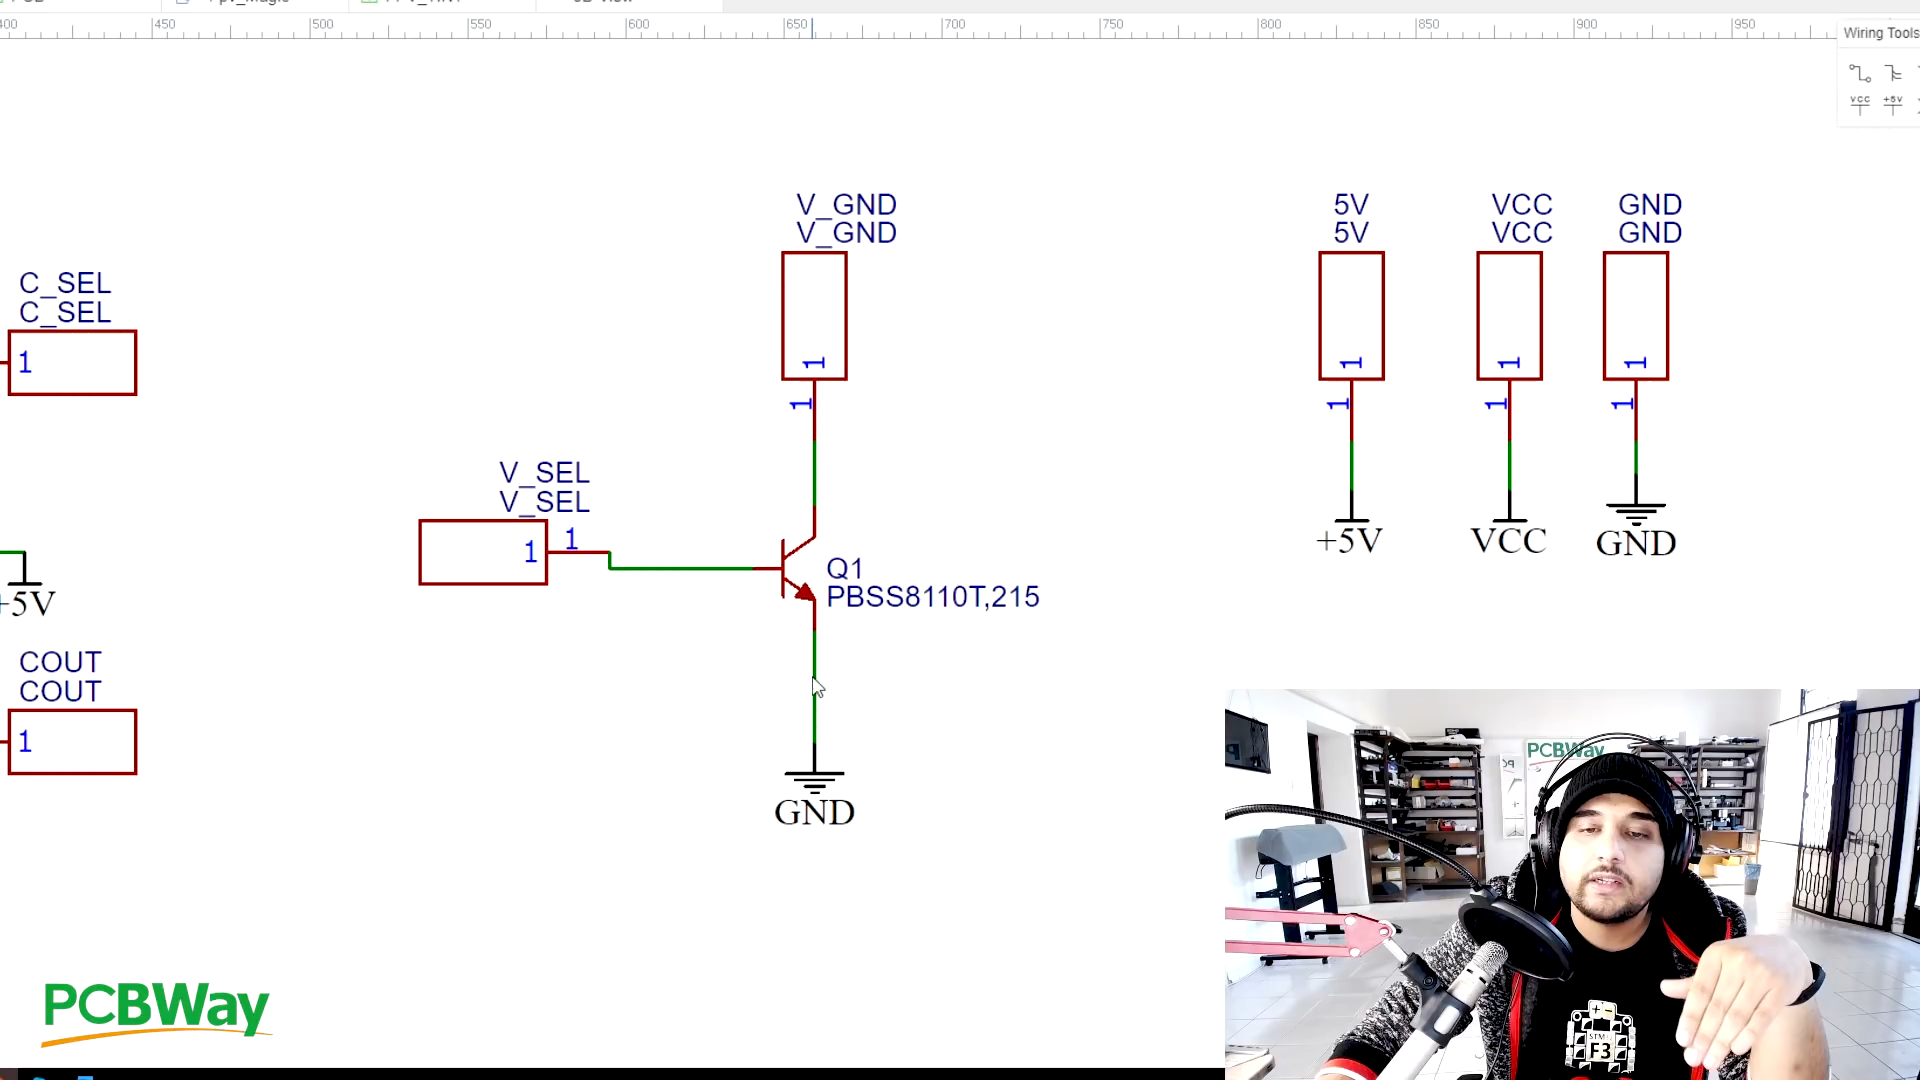 450
500
550
600
650
700
750
800
850
900
950
Wiring Tools
VCC
+5V
V_GND
V_GND
1
1
5V
5V
1
1
+5V
VCC
VCC
1
1
VCC
GND
GND
1
1
GND
C_SEL
C_SEL
1
V_SEL
V_SEL
1
1
Q1
PBSS8110T,215
+5V
COUT
COUT
1
GND
PCBWay
PCBWay
STM
F3